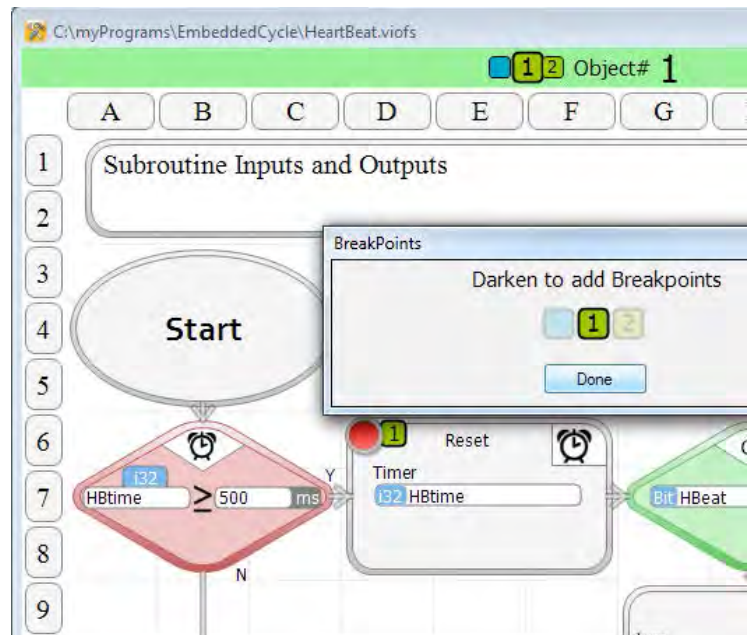 C:\myPrograms\EmbeddedCycle\HeartBeat.viofs
1 2 Object# 1
A B C D E F G
1
Subroutine Inputs and Outputs
2
BreakPoints
3
Darken to add Breakpoints
4
Start
1 2
5
Done
6
1 Reset
i32
Y
Timer
7
HBtime ≥ 500 ms
i32 HBtime
Bit HBeat
8
N
9